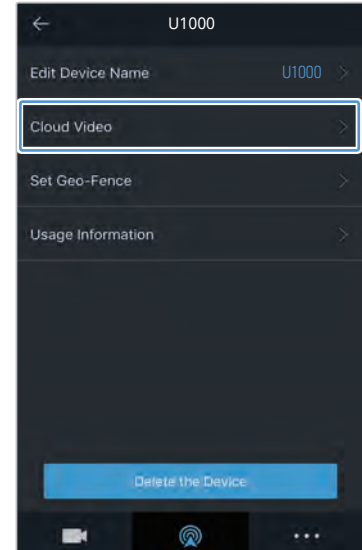 U1000
Edit Device Name U1000
Cloud Video
Set Geo-Fence
Usage Information
Delete the Device